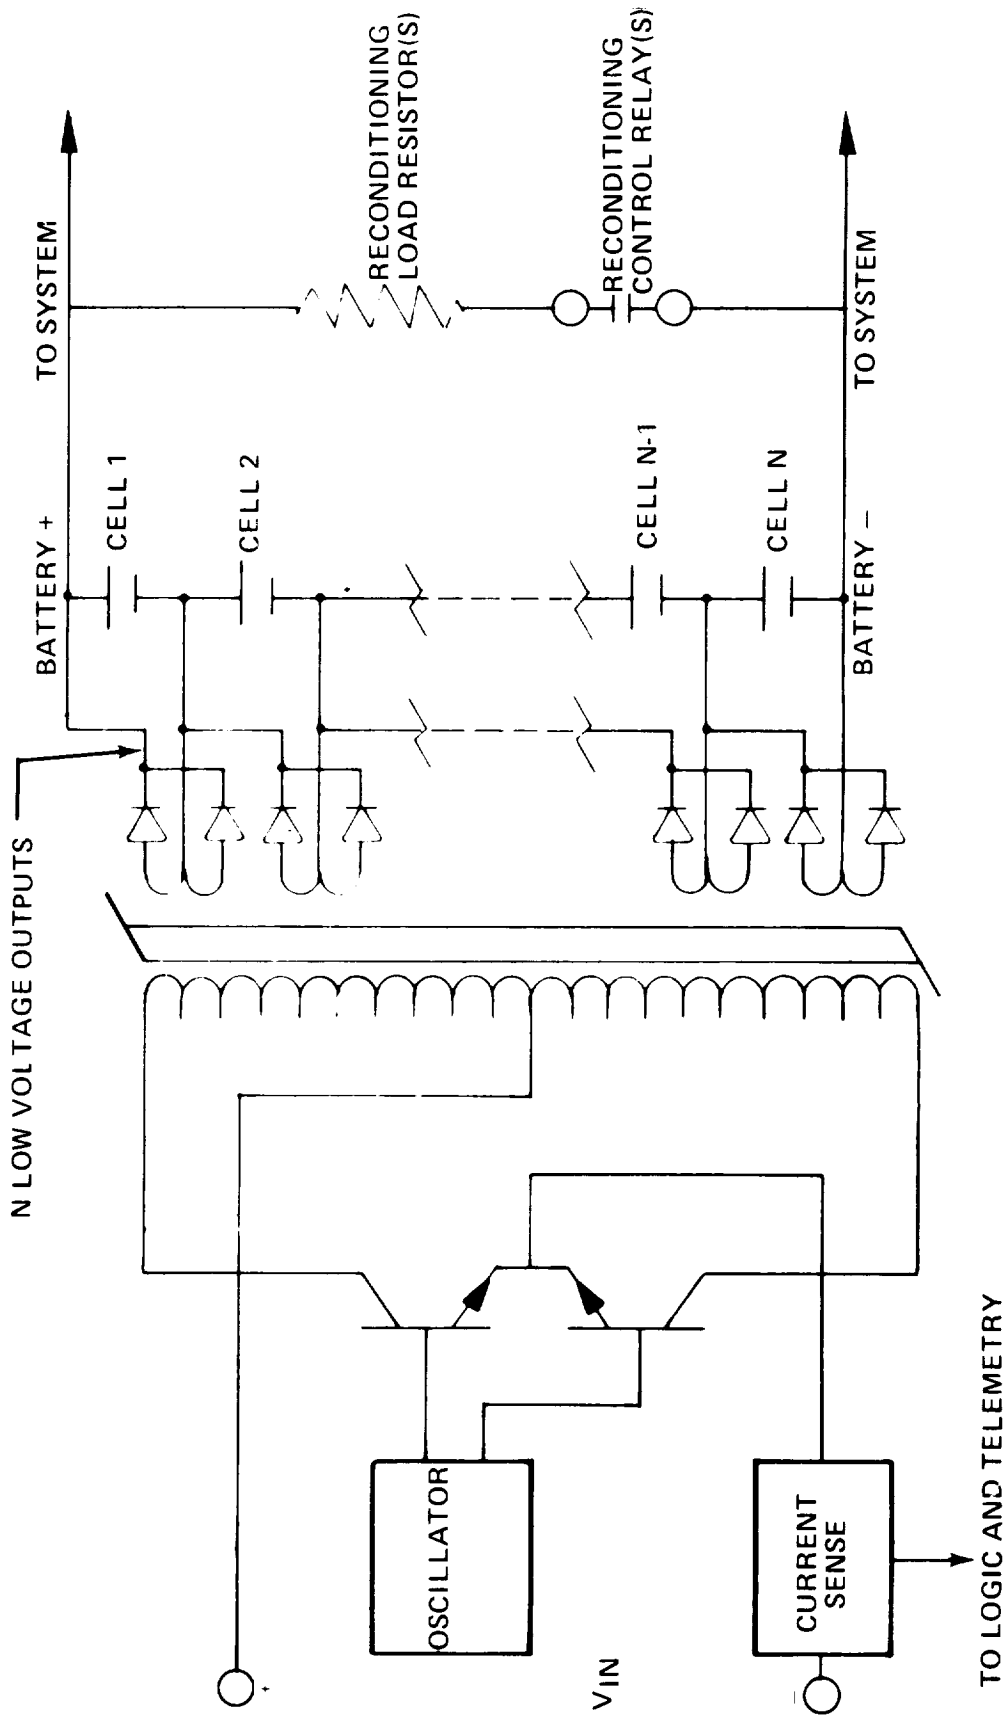 N LOW VOLTAGE OUTPUTS
BATTERY +
TO SYSTEM
CELL 1
CELL 2
RECONDITIONING
LOAD RESISTOR(S)
RECONDITIONING
CONTROL RELAY(S)
CELL N-1
CELL N
BATTERY −
TO SYSTEM
+
OSCILLATOR
VIN
−
CURRENT
SENSE
TO LOGIC AND TELEMETRY